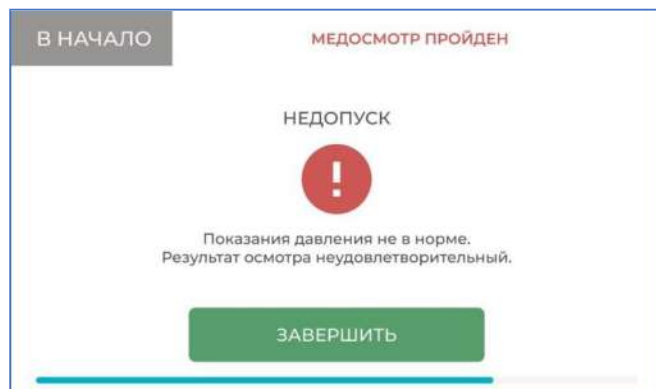 В НАЧАЛО
МЕДОСМОТР ПРОЙДЕН
НЕДОПУСК
!
Показания давления не в норме.
Результат осмотра неудовлетворительный.
ЗАВЕРШИТЬ